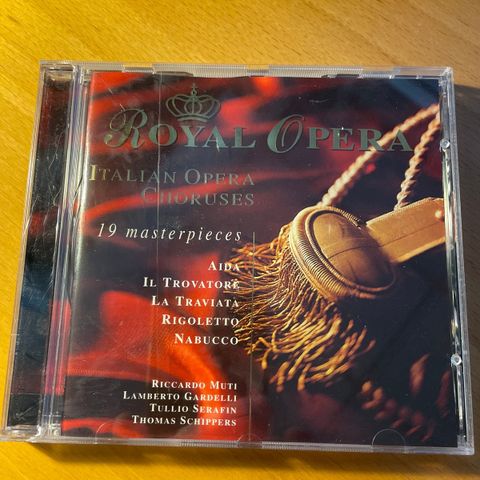 ROYAL OPERA
ITALIAN OPERA
CHORUSES
19 masterpieces
AIDA
IL TROVATORE
LA TRAVIATA
RIGOLETTO
NABUCCO
RICCARDO MUTI
LAMBERTO GARDELLI
TULLIO SERAFIN
THOMAS SCHIPPERS